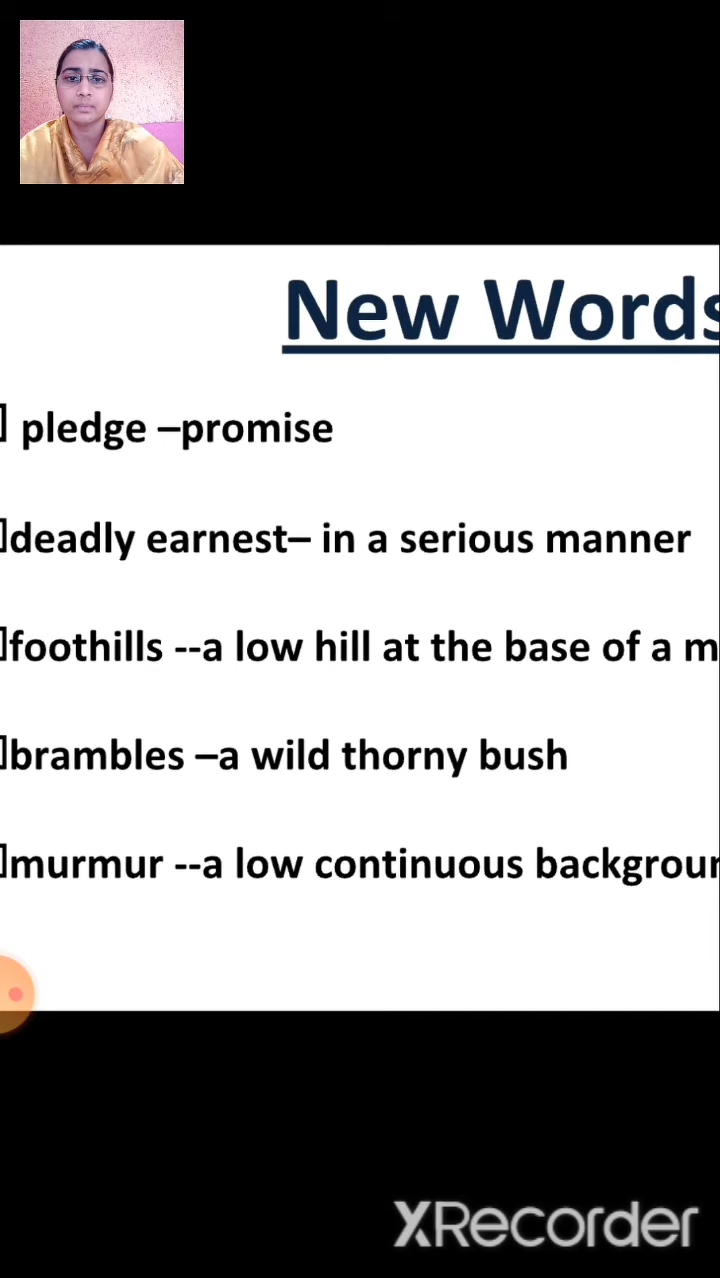 New Words
pledge –promise
deadly earnest– in a serious manner
foothills --a low hill at the base of a
brambles –a wild thorny bush
murmur --a low continuous
XRecorder